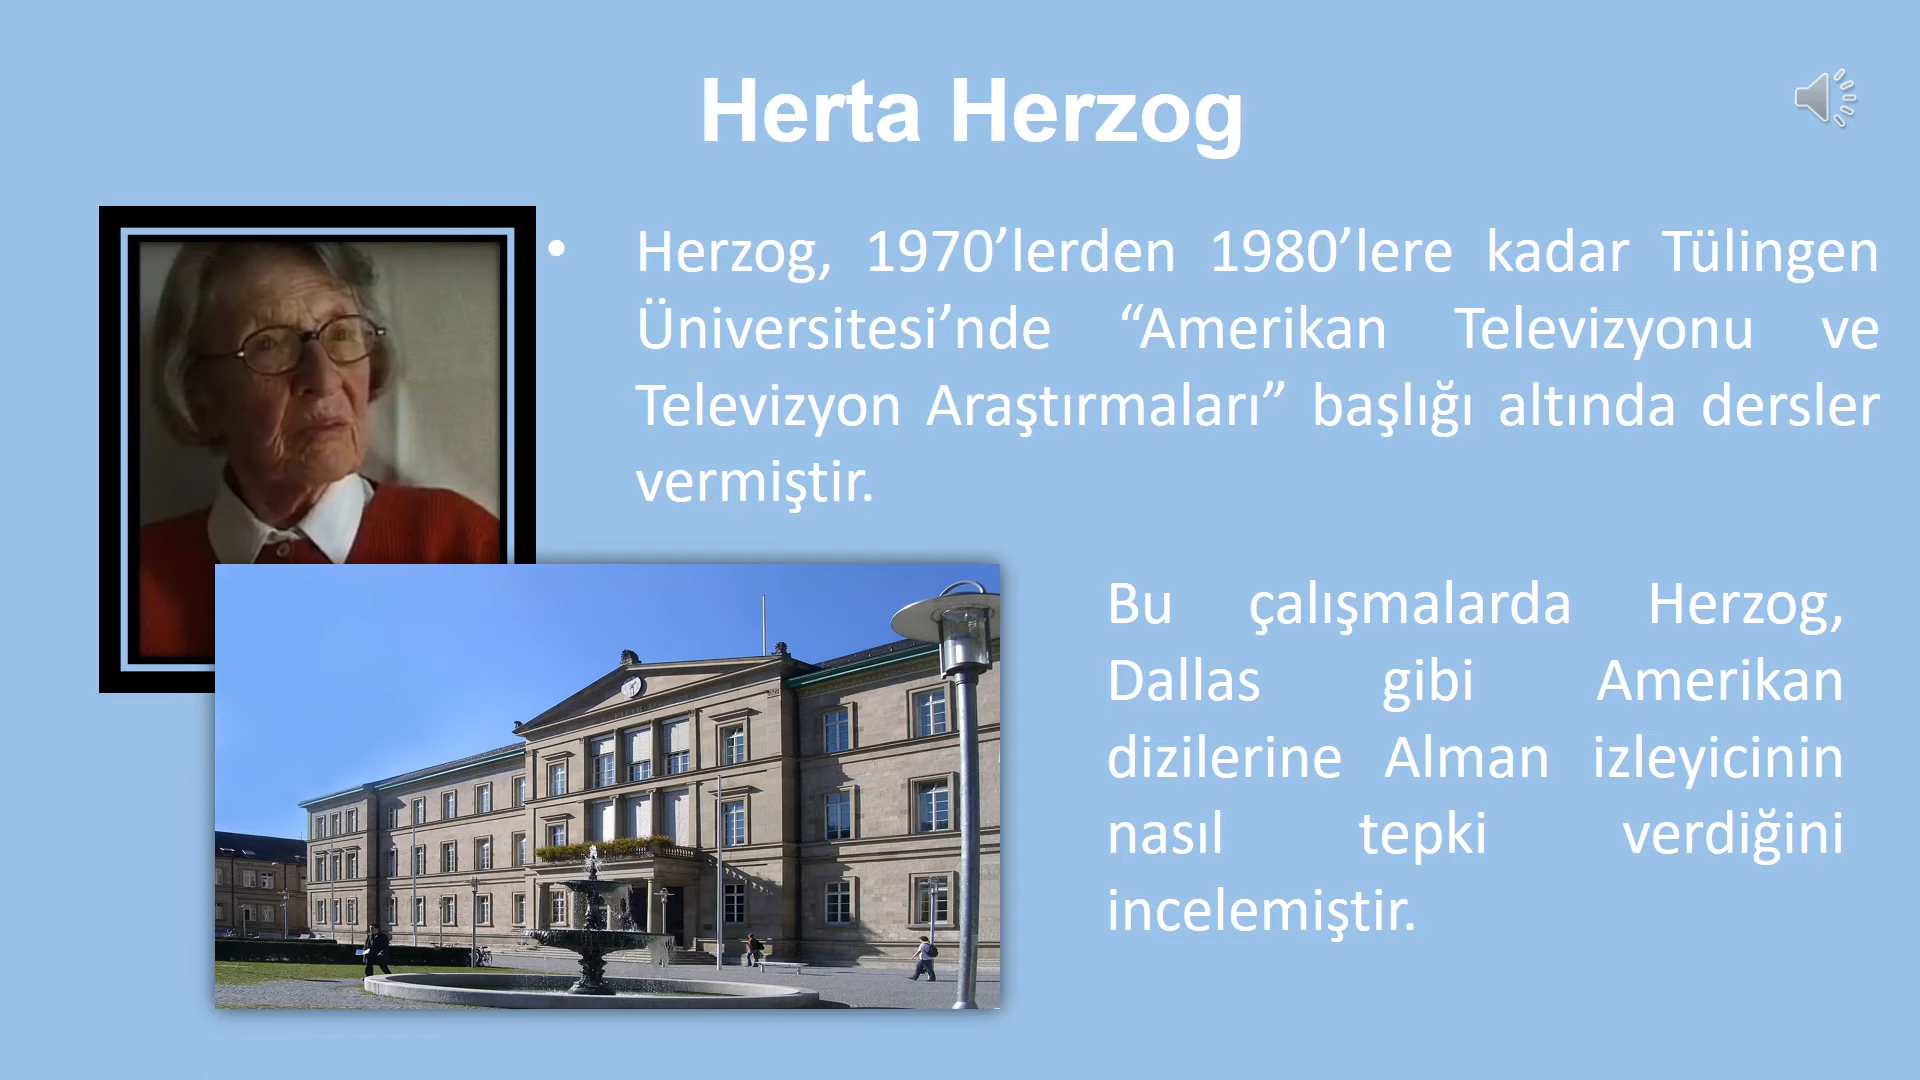 Herta Herzog
• Herzog, 1970’lerden 1980’lere kadar Tülingen
Üniversitesi’nde “Amerikan Televizyonu ve
Televizyon Araştırmaları” başlığı altında dersler
vermiştir.
Bu çalışmalarda Herzog,
Dallas gibi Amerikan
dizilerine Alman izleyicinin
nasıl tepki verdiğini
incelemiştir.